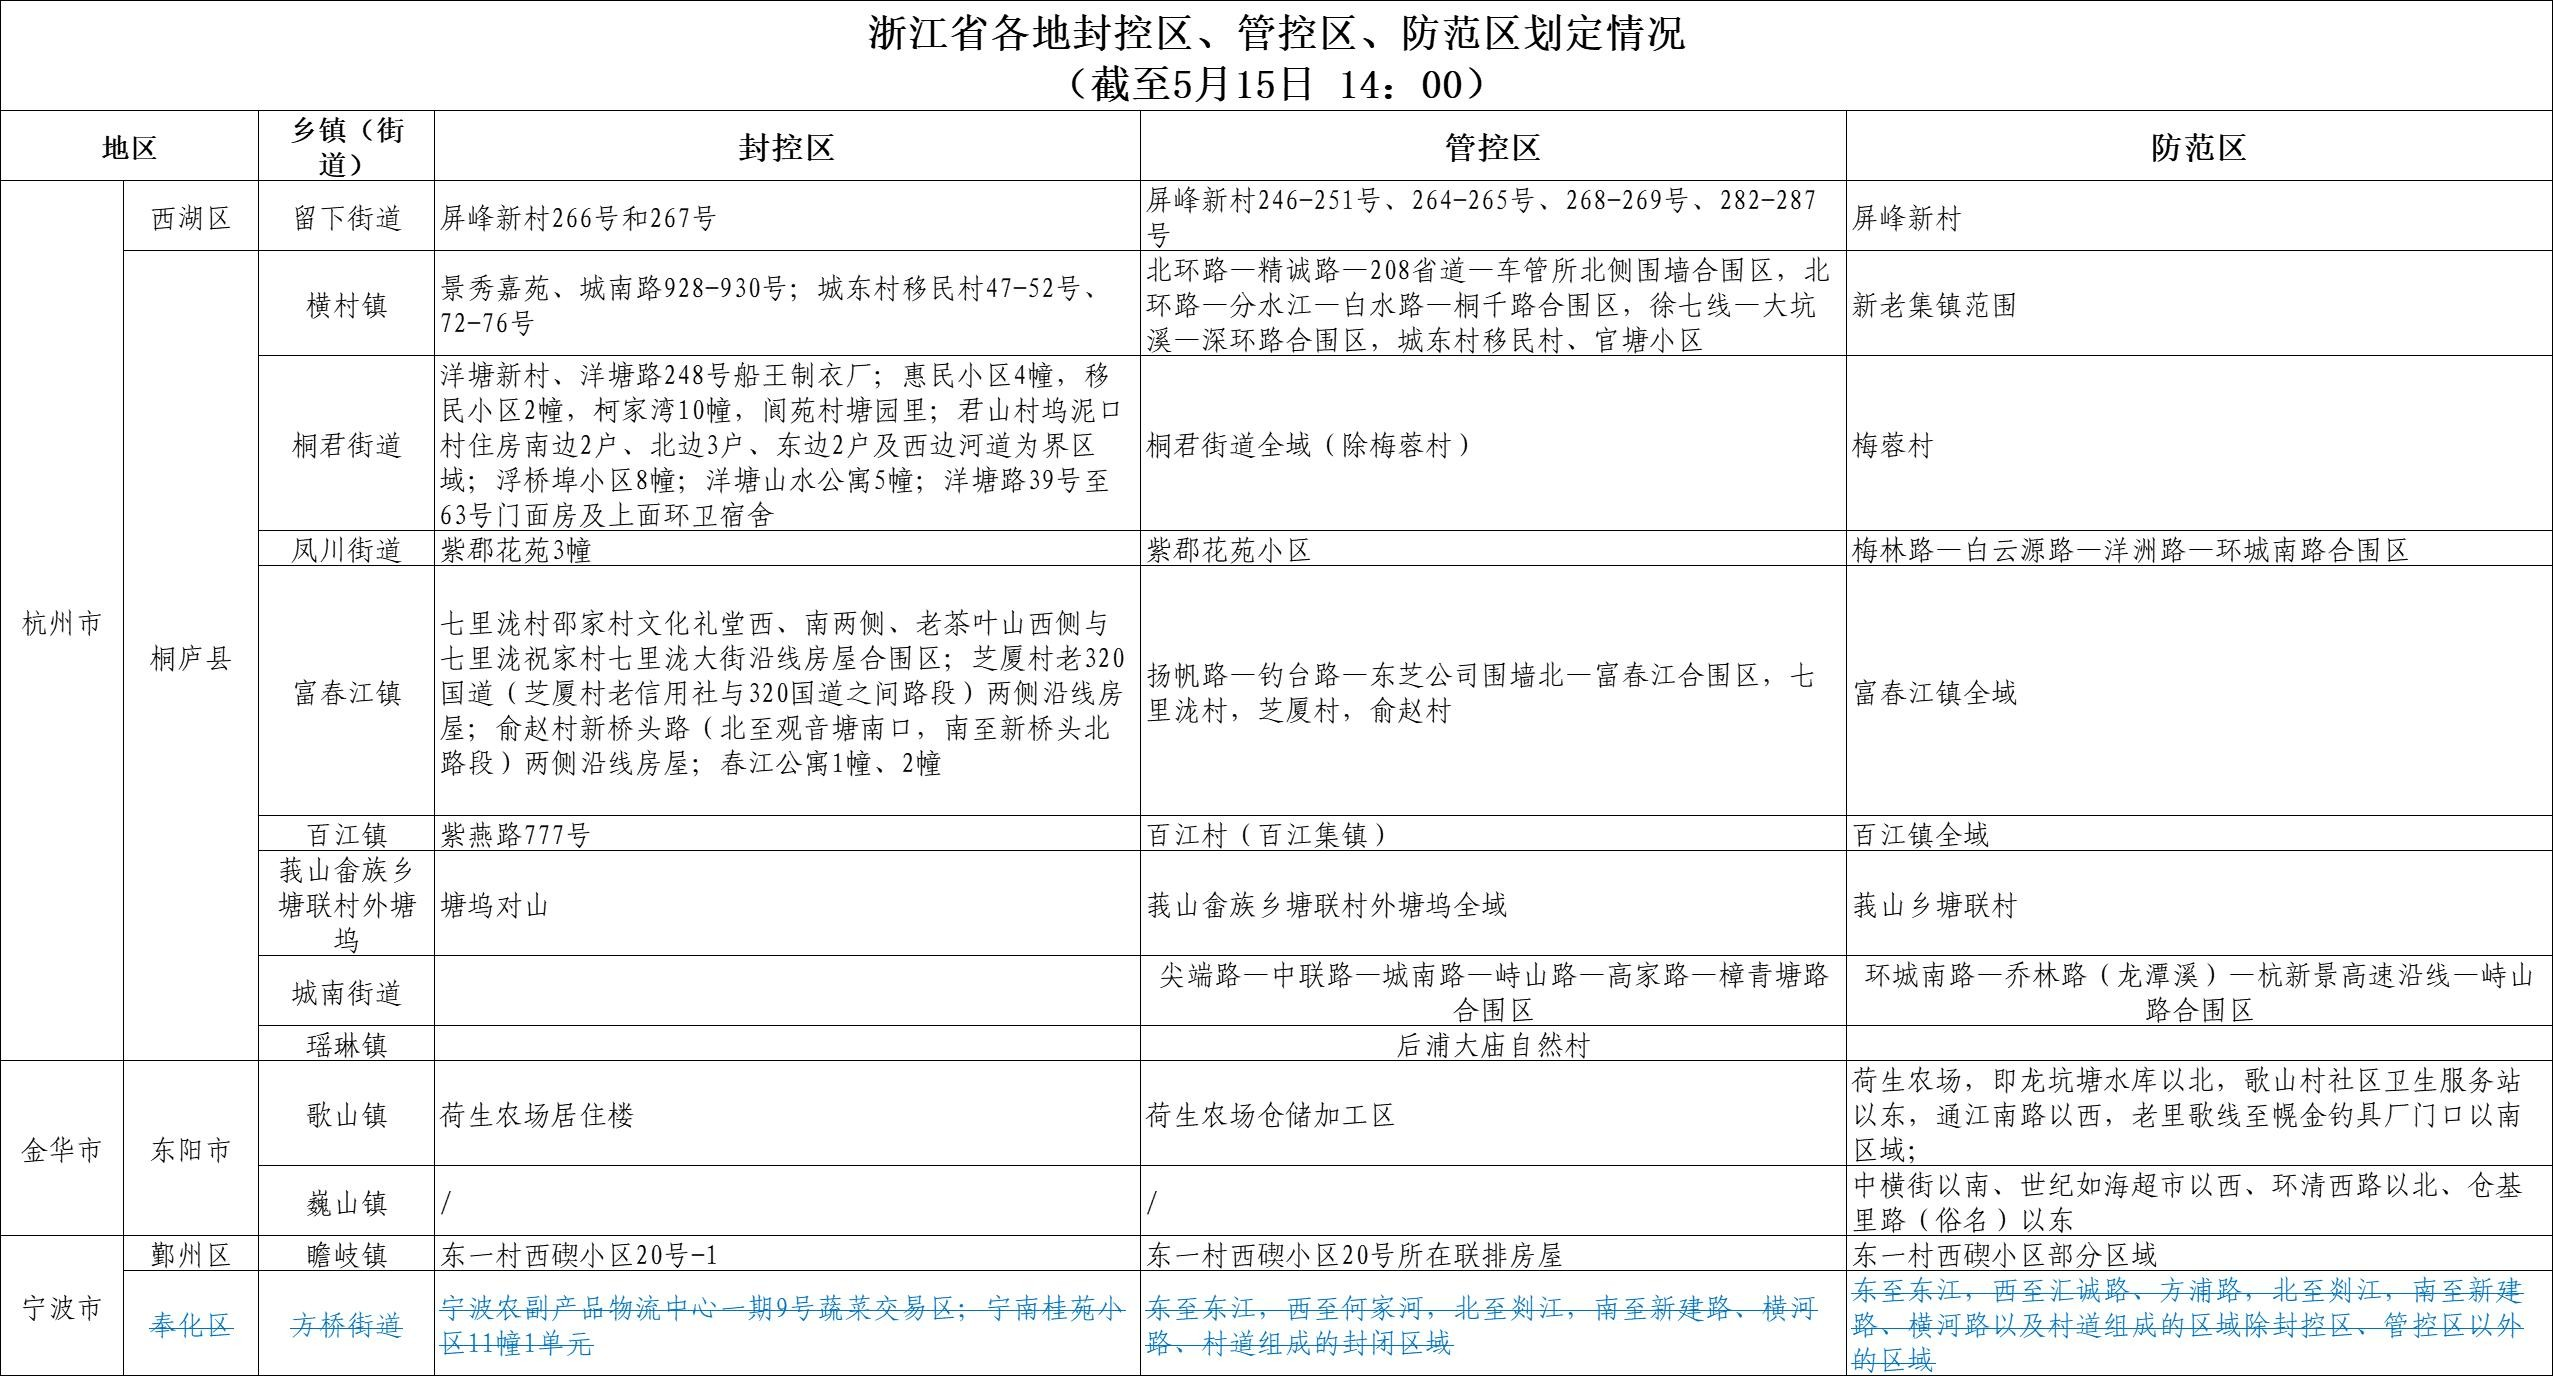 浙江省各地封控区、管控区、防范区划定情况
（截至5月15日 14：00）
地区
乡镇（街
道）
封控区
管控区
防范区
杭州市
西湖区
留下街道
屏峰新村266号和267号
屏峰新村246-251号、264-265号、268-269号、282-287
号
屏峰新村
桐庐县
横村镇
景秀嘉苑、城南路928-930号；城东村移民村47-52号、
72-76号
北环路—精诚路—208省道—车管所北侧围墙合围区，北
环路—分水江—白水路—桐千路合围区，徐七线—大坑
溪—深环路合围区，城东村移民村、官塘小区
新老集镇范围
桐君街道
洋塘新村、洋塘路248号船王制衣厂；惠民小区4幢，移
民小区2幢，柯家湾10幢，阆苑村塘园里；君山村坞泥口
村住房南边2户、北边3户、东边2户及西边河道为界区
域；浮桥埠小区8幢；洋塘山水公寓5幢；洋塘路39号至
63号门面房及上面环卫宿舍
桐君街道全域（除梅蓉村）
梅蓉村
凤川街道
紫郡花苑3幢
紫郡花苑小区
梅林路—白云源路—洋洲路—环城南路合围区
富春江镇
七里泷村邵家村文化礼堂西、南两侧、老茶叶山西侧与
七里泷祝家村七里泷大街沿线房屋合围区；芝厦村老320
国道（芝厦村老信用社与320国道之间路段）两侧沿线房
屋；俞赵村新桥头路（北至观音塘南口，南至新桥头北
路段）两侧沿线房屋；春江公寓1幢、2幢
扬帆路—钓台路—东芝公司围墙北—富春江合围区，七
里泷村，芝厦村，俞赵村
富春江镇全域
百江镇
紫燕路777号
百江村（百江集镇）
百江镇全域
莪山畲族乡
塘联村外塘
坞
塘坞对山
莪山畲族乡塘联村外塘坞全域
莪山乡塘联村
城南街道
尖端路—中联路—城南路—峙山路—高家路—樟青塘路
合围区
环城南路—乔林路（龙潭溪）—杭新景高速沿线—峙山
路合围区
瑶琳镇
后浦大庙自然村
金华市
东阳市
歌山镇
荷生农场居住楼
荷生农场仓储加工区
荷生农场，即龙坑塘水库以北，歌山村社区卫生服务站
以东，通江南路以西，老里歌线至幌金钓具厂门口以南
区域；
巍山镇
/
/
中横街以南、世纪如海超市以西、环清西路以北、仓基
里路（俗名）以东
宁波市
鄞州区
瞻岐镇
东一村西碶小区20号-1
东一村西碶小区20号所在联排房屋
东一村西碶小区部分区域
奉化区
方桥街道
宁波农副产品物流中心一期9号蔬菜交易区；宁南桂苑小
区11幢1单元
东至东江，西至何家河，北至剡江，南至新建路、横河
路、村道组成的封闭区域
东至东江，西至汇诚路、方浦路，北至剡江，南至新建
路、横河路以及村道组成的区域除封控区、管控区以外
的区域